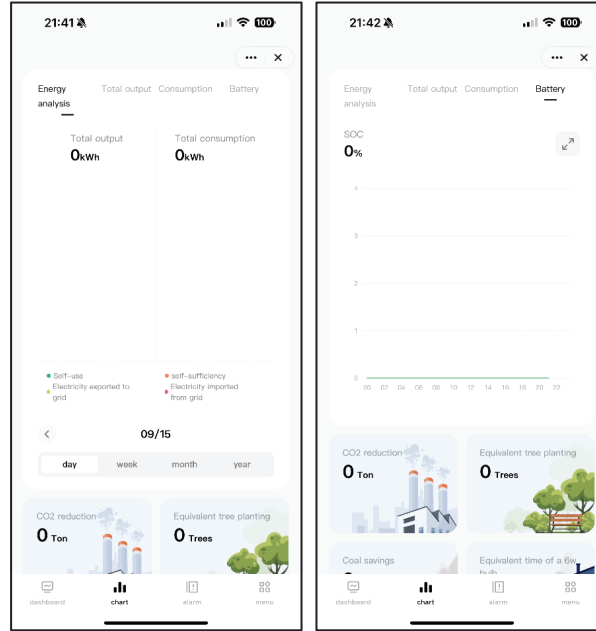 21:41
100
Energy
analysis
Total output
Consumption
Battery
Total output
0kWh
Total consumption
0kWh
Self-use
Electricity exported to
grid
self-sufficiency
Electricity imported
from grid
09/15
day
week
month
year
CO2 reduction
0 Ton
Equivalent tree planting
0 Trees
dashboard
chart
alarm
menu
21:42
100
Energy
analysis
Total output
Consumption
Battery
SOC
0%
4
3
2
1
0
00 02 04 06 08 10 12 14 16 18 20 22
CO2 reduction
0 Ton
Equivalent tree planting
0 Trees
Coal savings
Equivalent time of a 6w
bulb
dashboard
chart
alarm
menu